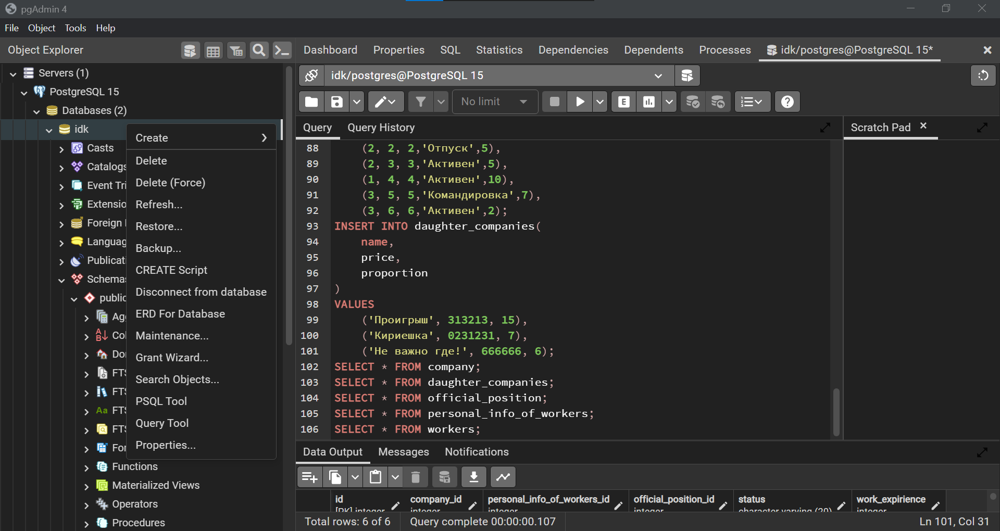 pgAdmin 4
File Object Tools Help
Object Explorer
Dashboard Properties SQL Statistics Dependencies Dependents Processes idk/postgres@PostgreSQL 15*
Servers (1)
PostgreSQL 15
Databases (2)
idk
Casts
Catalogs
Event Tri
Extensio
Foreign
Languag
Publicati
Schemas
public
Ag
Col
Do
FTS
FTS
Aa FTS
FTS
For
Functions
Materialized Views
Operators
Procedures
Create
Delete
Delete (Force)
Refresh...
Restore...
Backup...
CREATE Script
Disconnect from database
ERD For Database
Maintenance...
Grant Wizard...
Search Objects...
PSQL Tool
Query Tool
Properties...
idk/postgres@PostgreSQL 15
No limit E
Query Query History
Scratch Pad
88 (2, 2, 2,'Отпуск',5),
89 (2, 3, 3,'Активен',5),
90 (1, 4, 4,'Активен',10),
91 (3, 5, 5,'Командировка',7),
92 (3, 6, 6,'Активен',2);
93 INSERT INTO daughter_companies(
94 name,
95 price,
96 proportion
97 )
98 VALUES
99 ('Проигрыш', 313213, 15),
100 ('Кириешка', 0231231, 7),
101 ('Не важно где!', 666666, 6);
102 SELECT * FROM company;
103 SELECT * FROM daughter_companies;
104 SELECT * FROM official_position;
105 SELECT * FROM personal_info_of_workers;
106 SELECT * FROM workers;
Data Output Messages Notifications
id company_id personal_info_of_workers_id official_position_id status work_expirience
[PK] integer integer integer integer character varying (20) integer
Total rows: 6 of 6 Query complete 00:00:00.107 Ln 101, Col 31